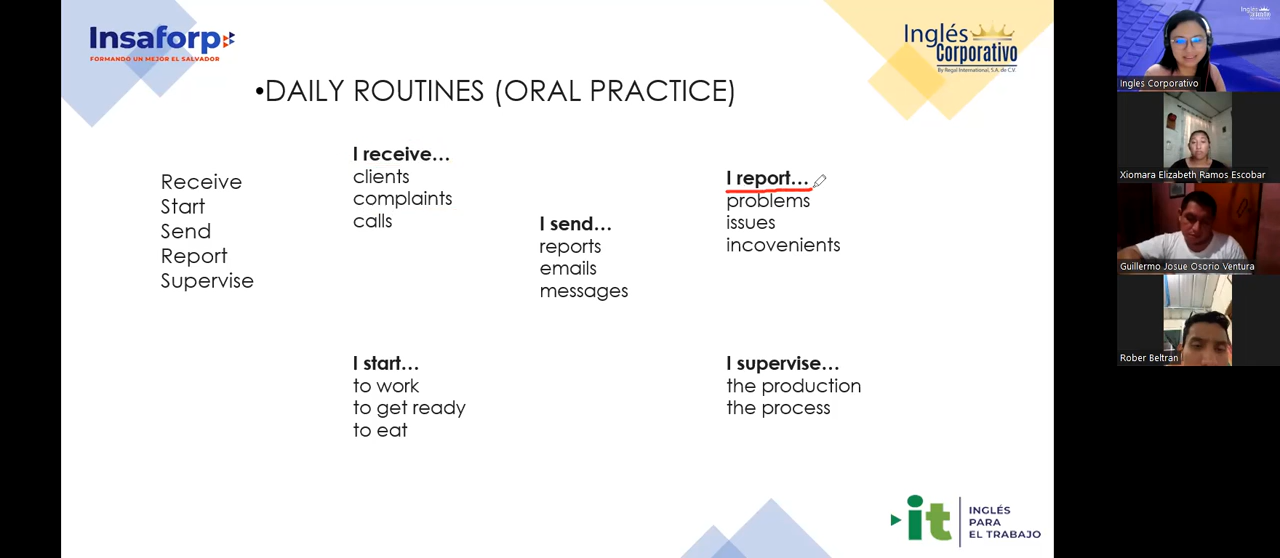 Insaforp
FORMANDO UN MEJOR EL SALVADOR
Inglés
Corporativo
By Regal International, S.A. de C.V.
•DAILY ROUTINES (ORAL PRACTICE)
Receive
Start
Send
Report
Supervise
I receive...
clients
complaints
calls
I send...
reports
emails
messages
I report...
problems
issues
incovenients
I start...
to work
to get ready
to eat
I supervise...
the production
the process
it
INGLÉS
PARA
EL TRABAJO
Ingles Corporativo
Xiomara Elizabeth Ramos Escobar
Guillermo Josue Osorio Ventura
Rober Beltran